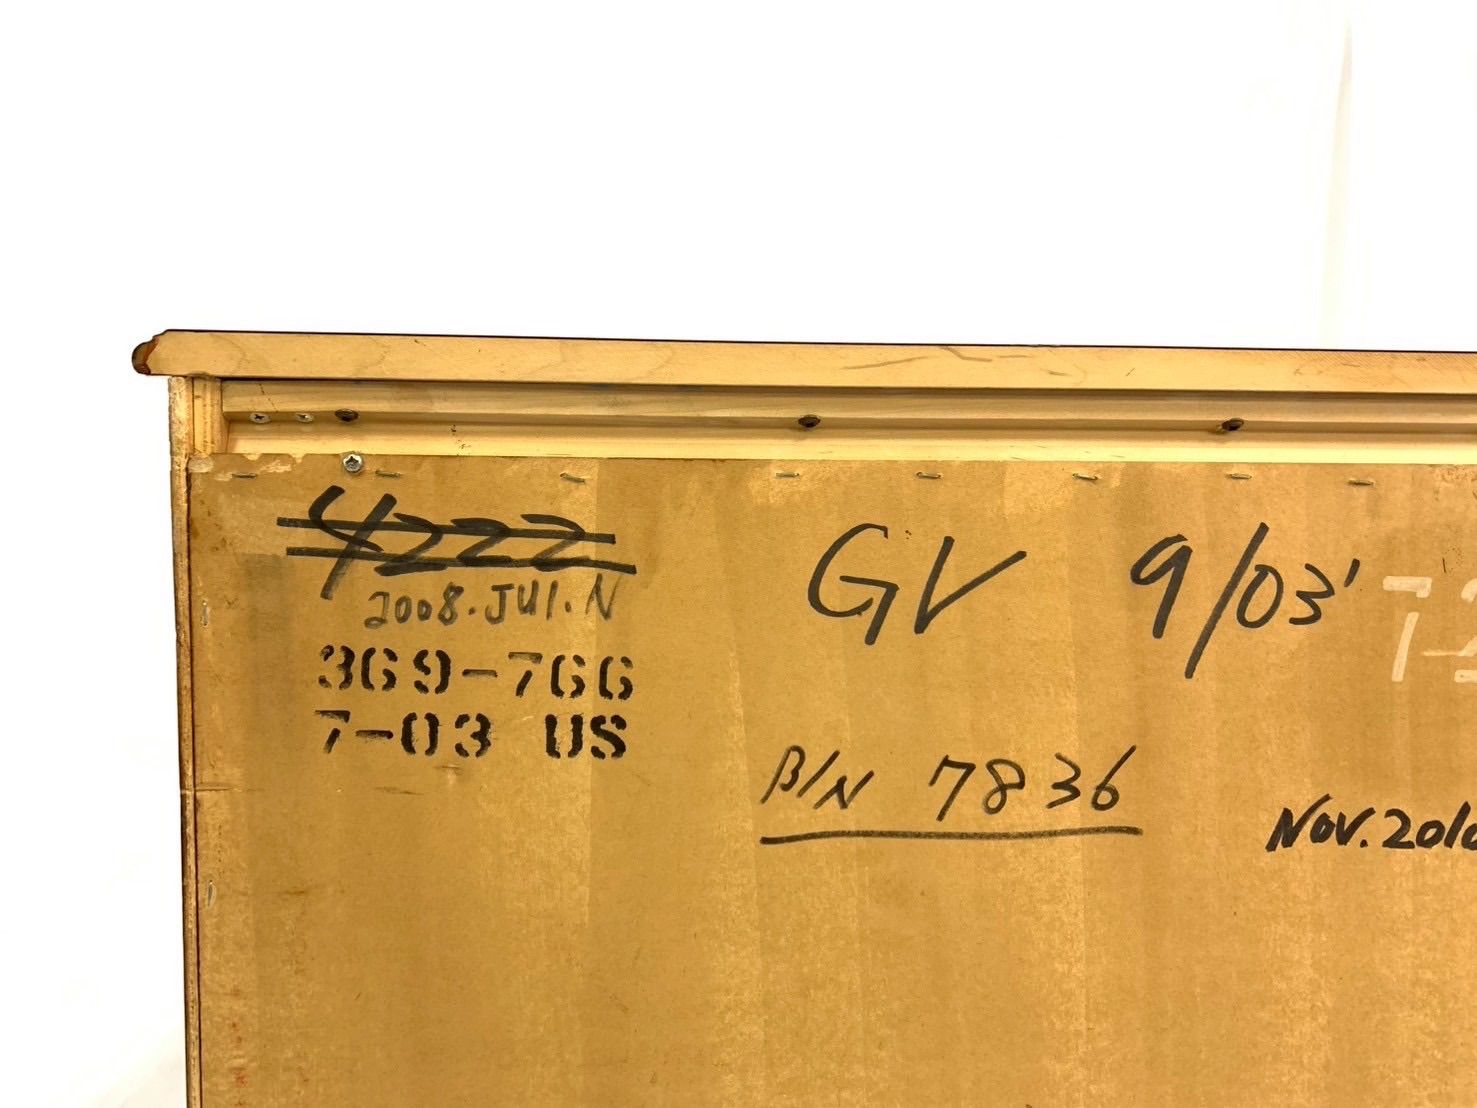 4222
2008.JUl.N
369-766
7-03 US
GV 9/03'
B/N 7836
Nov.2010